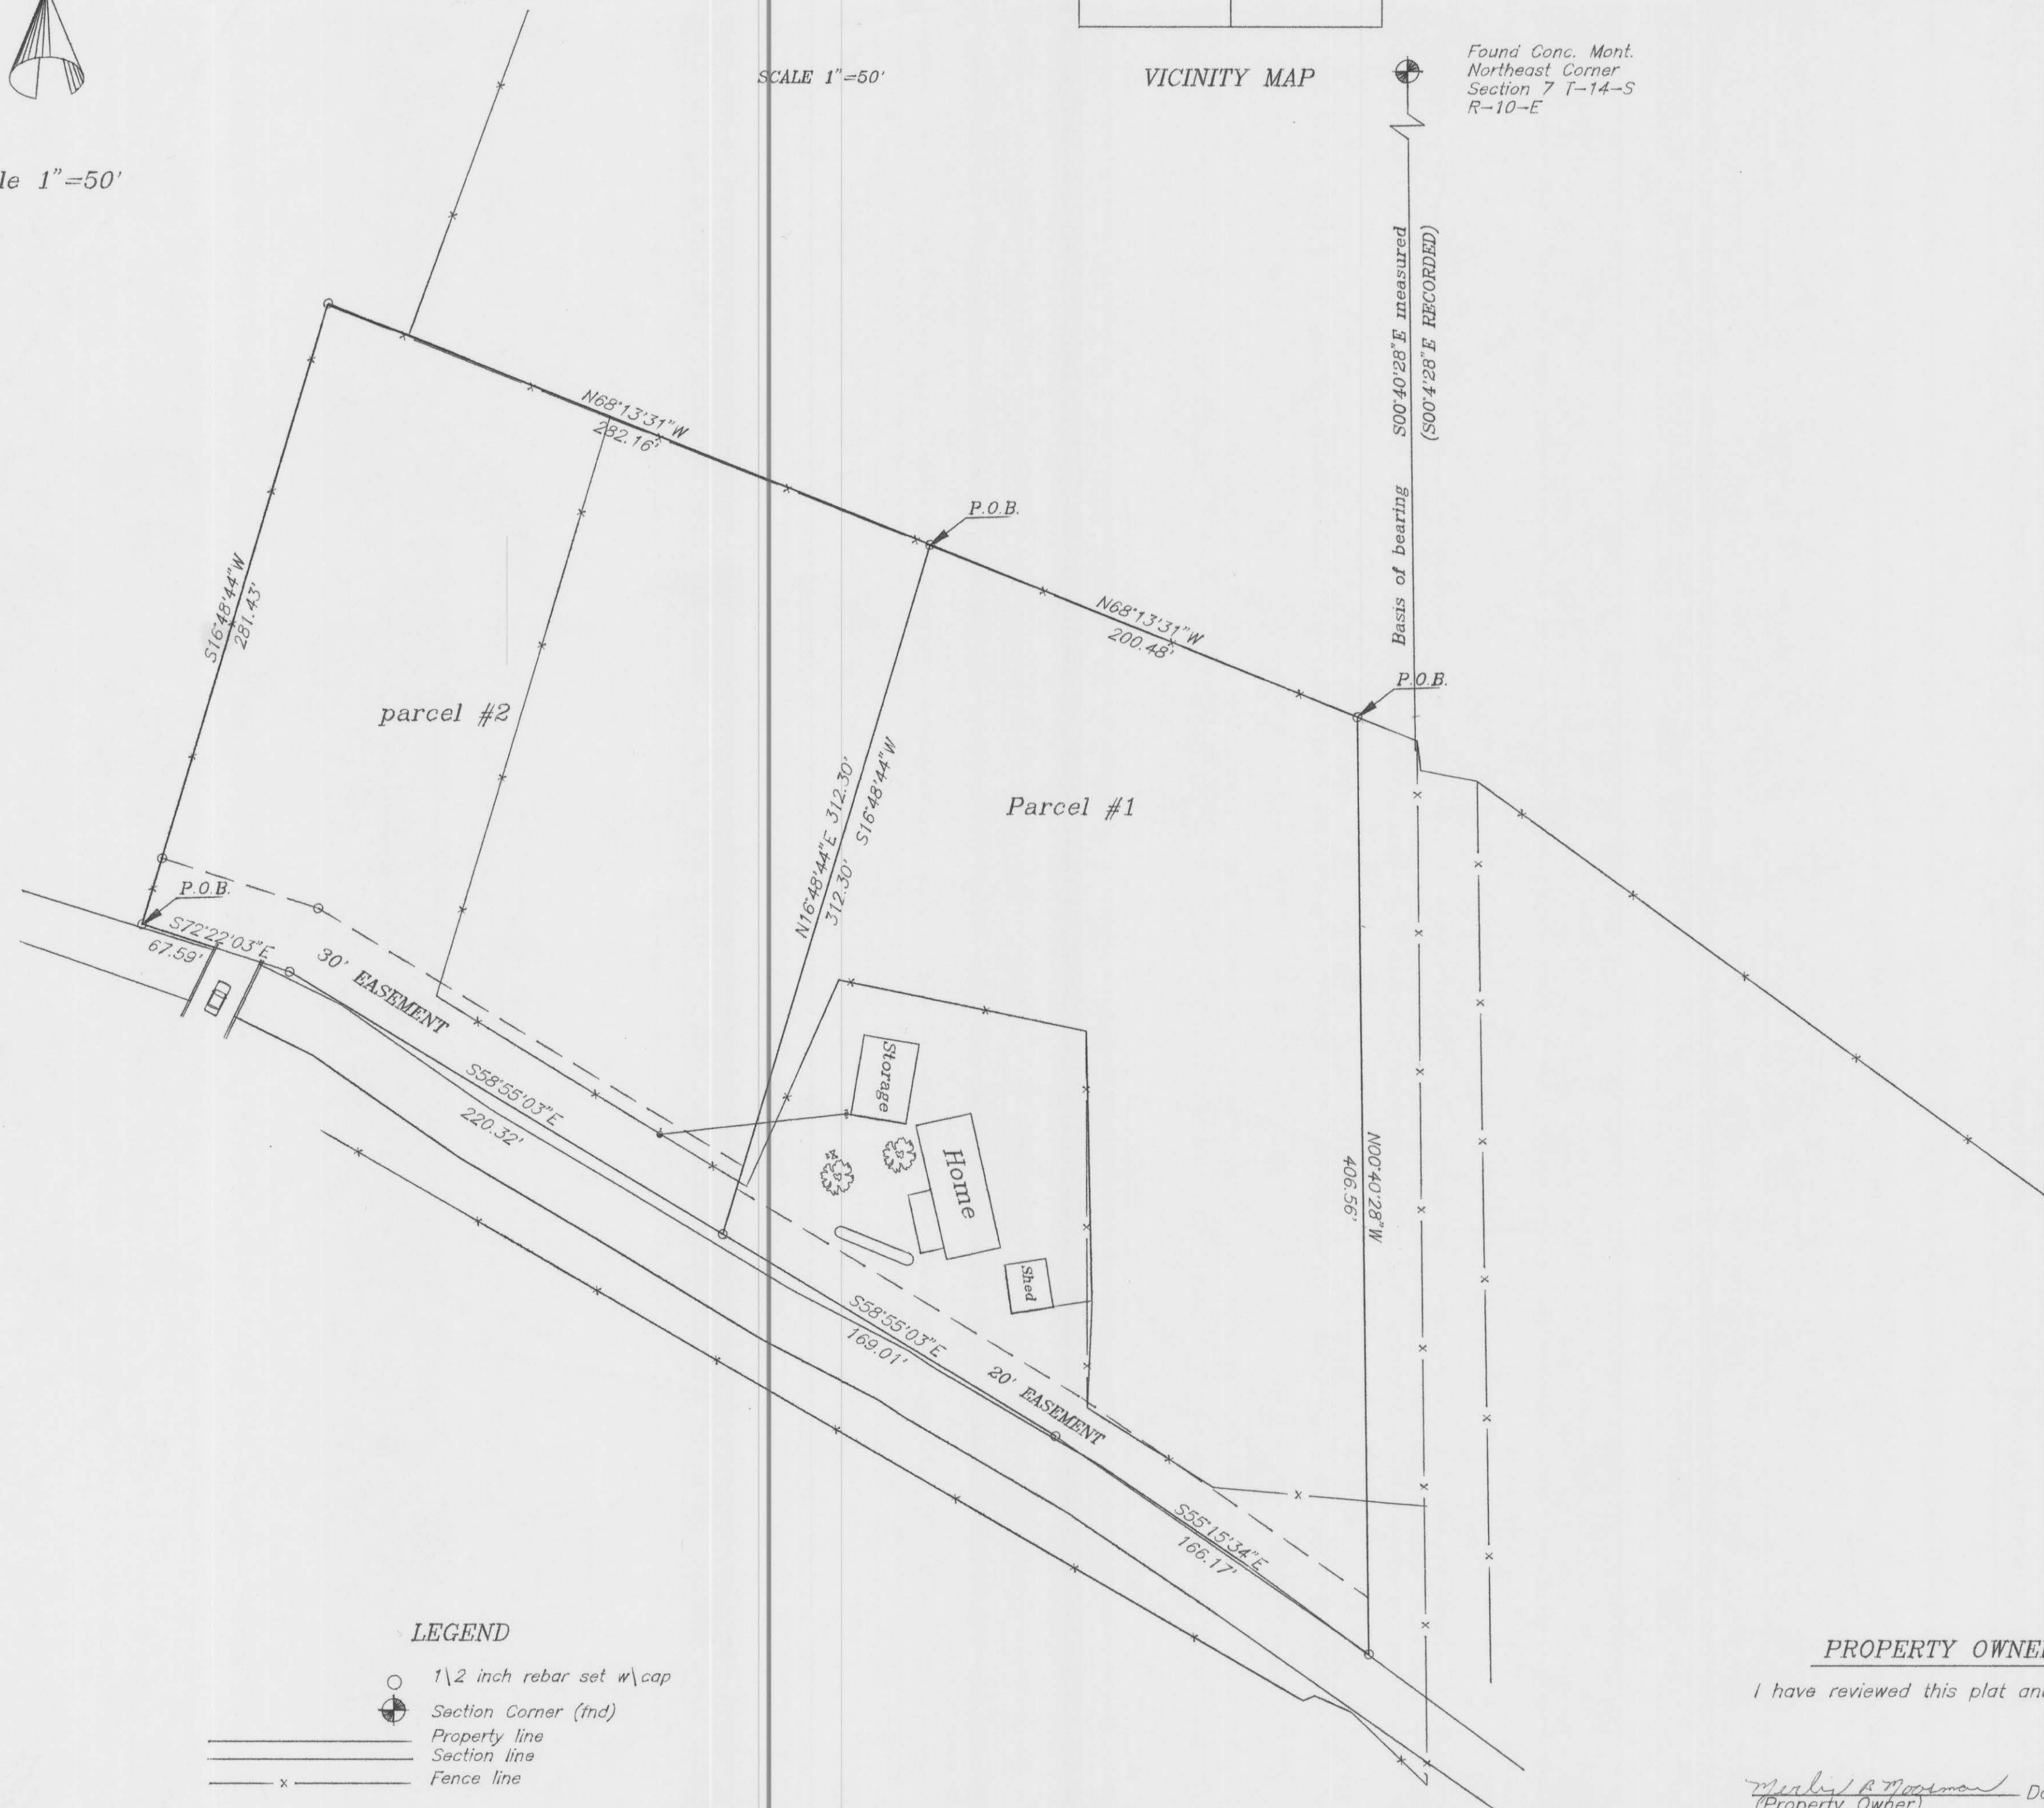 Found Conc. Mont.
Northeast Corner
Section 7 T-14-S
R-10-E
SCALE 1"=50'
VICINITY MAP
le 1"=50'
S00°40'28"E measured
(S00°4'28"E RECORDED)
Basis of bearing
N68°13'31"W
282.16'
P.O.B.
N68°13'31"W
200.48'
P.O.B.
S16°48'44"W
281.43'
parcel #2
Parcel #1
N16°48'44"E 312.30'
312.30' S16°48'44"W
P.O.B.
S72°22'03"E
67.59'
30' EASEMENT
S58°55'03"E
220.32'
Storage
Home
Shed
N00°40'28"W
406.56'
S58°55'03"E
169.01'
20' EASEMENT
S55°15'34"E
166.17'
LEGEND
1\2 inch rebar set w\cap
Section Corner (fnd)
Property line
Section line
x Fence line
PROPERTY OWNE
I have reviewed this plat an
Merlin R Moosman D
(Property Owner)